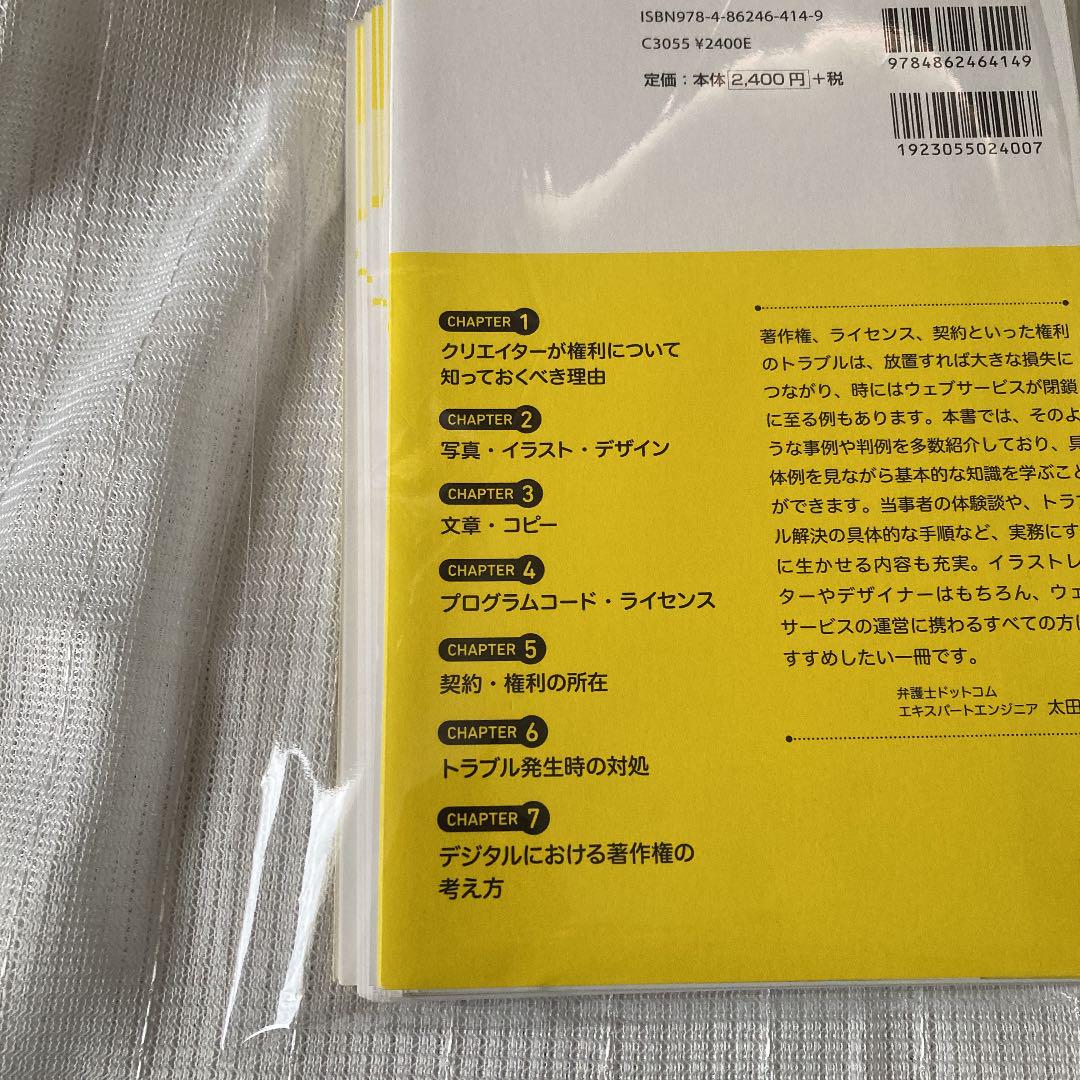 ISBN978-4-86246-414-9
C3055 ¥2400E
定価：本体2,400円+税
9784862464149
1923055024007
CHAPTER 1
クリエイターが権利について
知っておくべき理由
CHAPTER 2
写真・イラスト・デザイン
CHAPTER 3
文章・コピー
CHAPTER 4
プログラムコード・ライセンス
CHAPTER 5
契約・権利の所在
CHAPTER 6
トラブル発生時の対処
CHAPTER 7
デジタルにおける著作権の
考え方
著作権、ライセンス、契約といった権利
のトラブルは、放置すれば大きな損失に
つながり、時にはウェブサービスが閉鎖
に至る例もあります。本書では、そのよ
うな事例や判例を多数紹介しており、具
体例を見ながら基本的な知識を学ぶこと
ができます。当事者の体験談や、トラブ
ル解決の具体的な手順など、実務にす
に生かせる内容も充実。イラストレ
ターやデザイナーはもちろん、ウェ
サービスの運営に携わるすべての方に
すすめしたい一冊です。
弁護士ドットコム
エキスパートエンジニア 太田